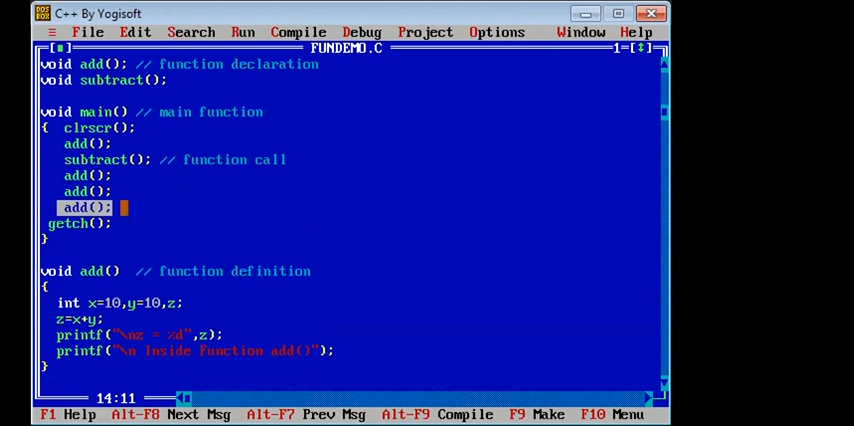 DOS BOX C++ By Yogisoft
≡ File Edit Search Run Compile Debug Project Options Window Help
[■] FUNDEMO.C 1=[↕]
void add(); // function declaration
void subtract();
void main() // main function
{ clrscr();
add();
subtract(); // function call
add();
add();
add();
getch();
}
void add() // function definition
{
int x=10,y=10,z;
z=x+y;
printf("\nz = %d",z);
printf("\n Inside Function add()");
}
14:11
F1 Help Alt-F8 Next Msg Alt-F7 Prev Msg Alt-F9 Compile F9 Make F10 Menu